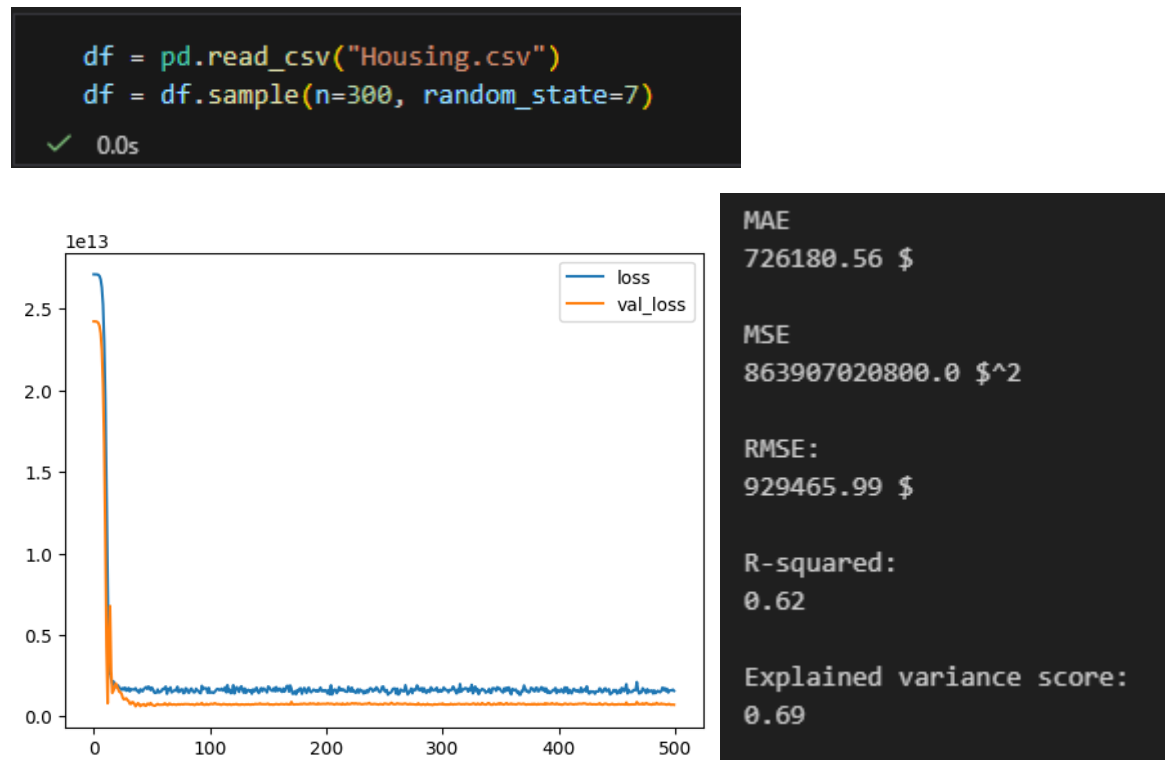 df = pd.read_csv("Housing.csv")
df = df.sample(n=300, random_state=7)
0.0s
1e13
loss
val_loss
2.5
2.0
1.5
1.0
0.5
0.0
0 100 200 300 400 500
MAE
726180.56 $
MSE
863907020800.0 $^2
RMSE:
929465.99 $
R-squared:
0.62
Explained variance score:
0.69